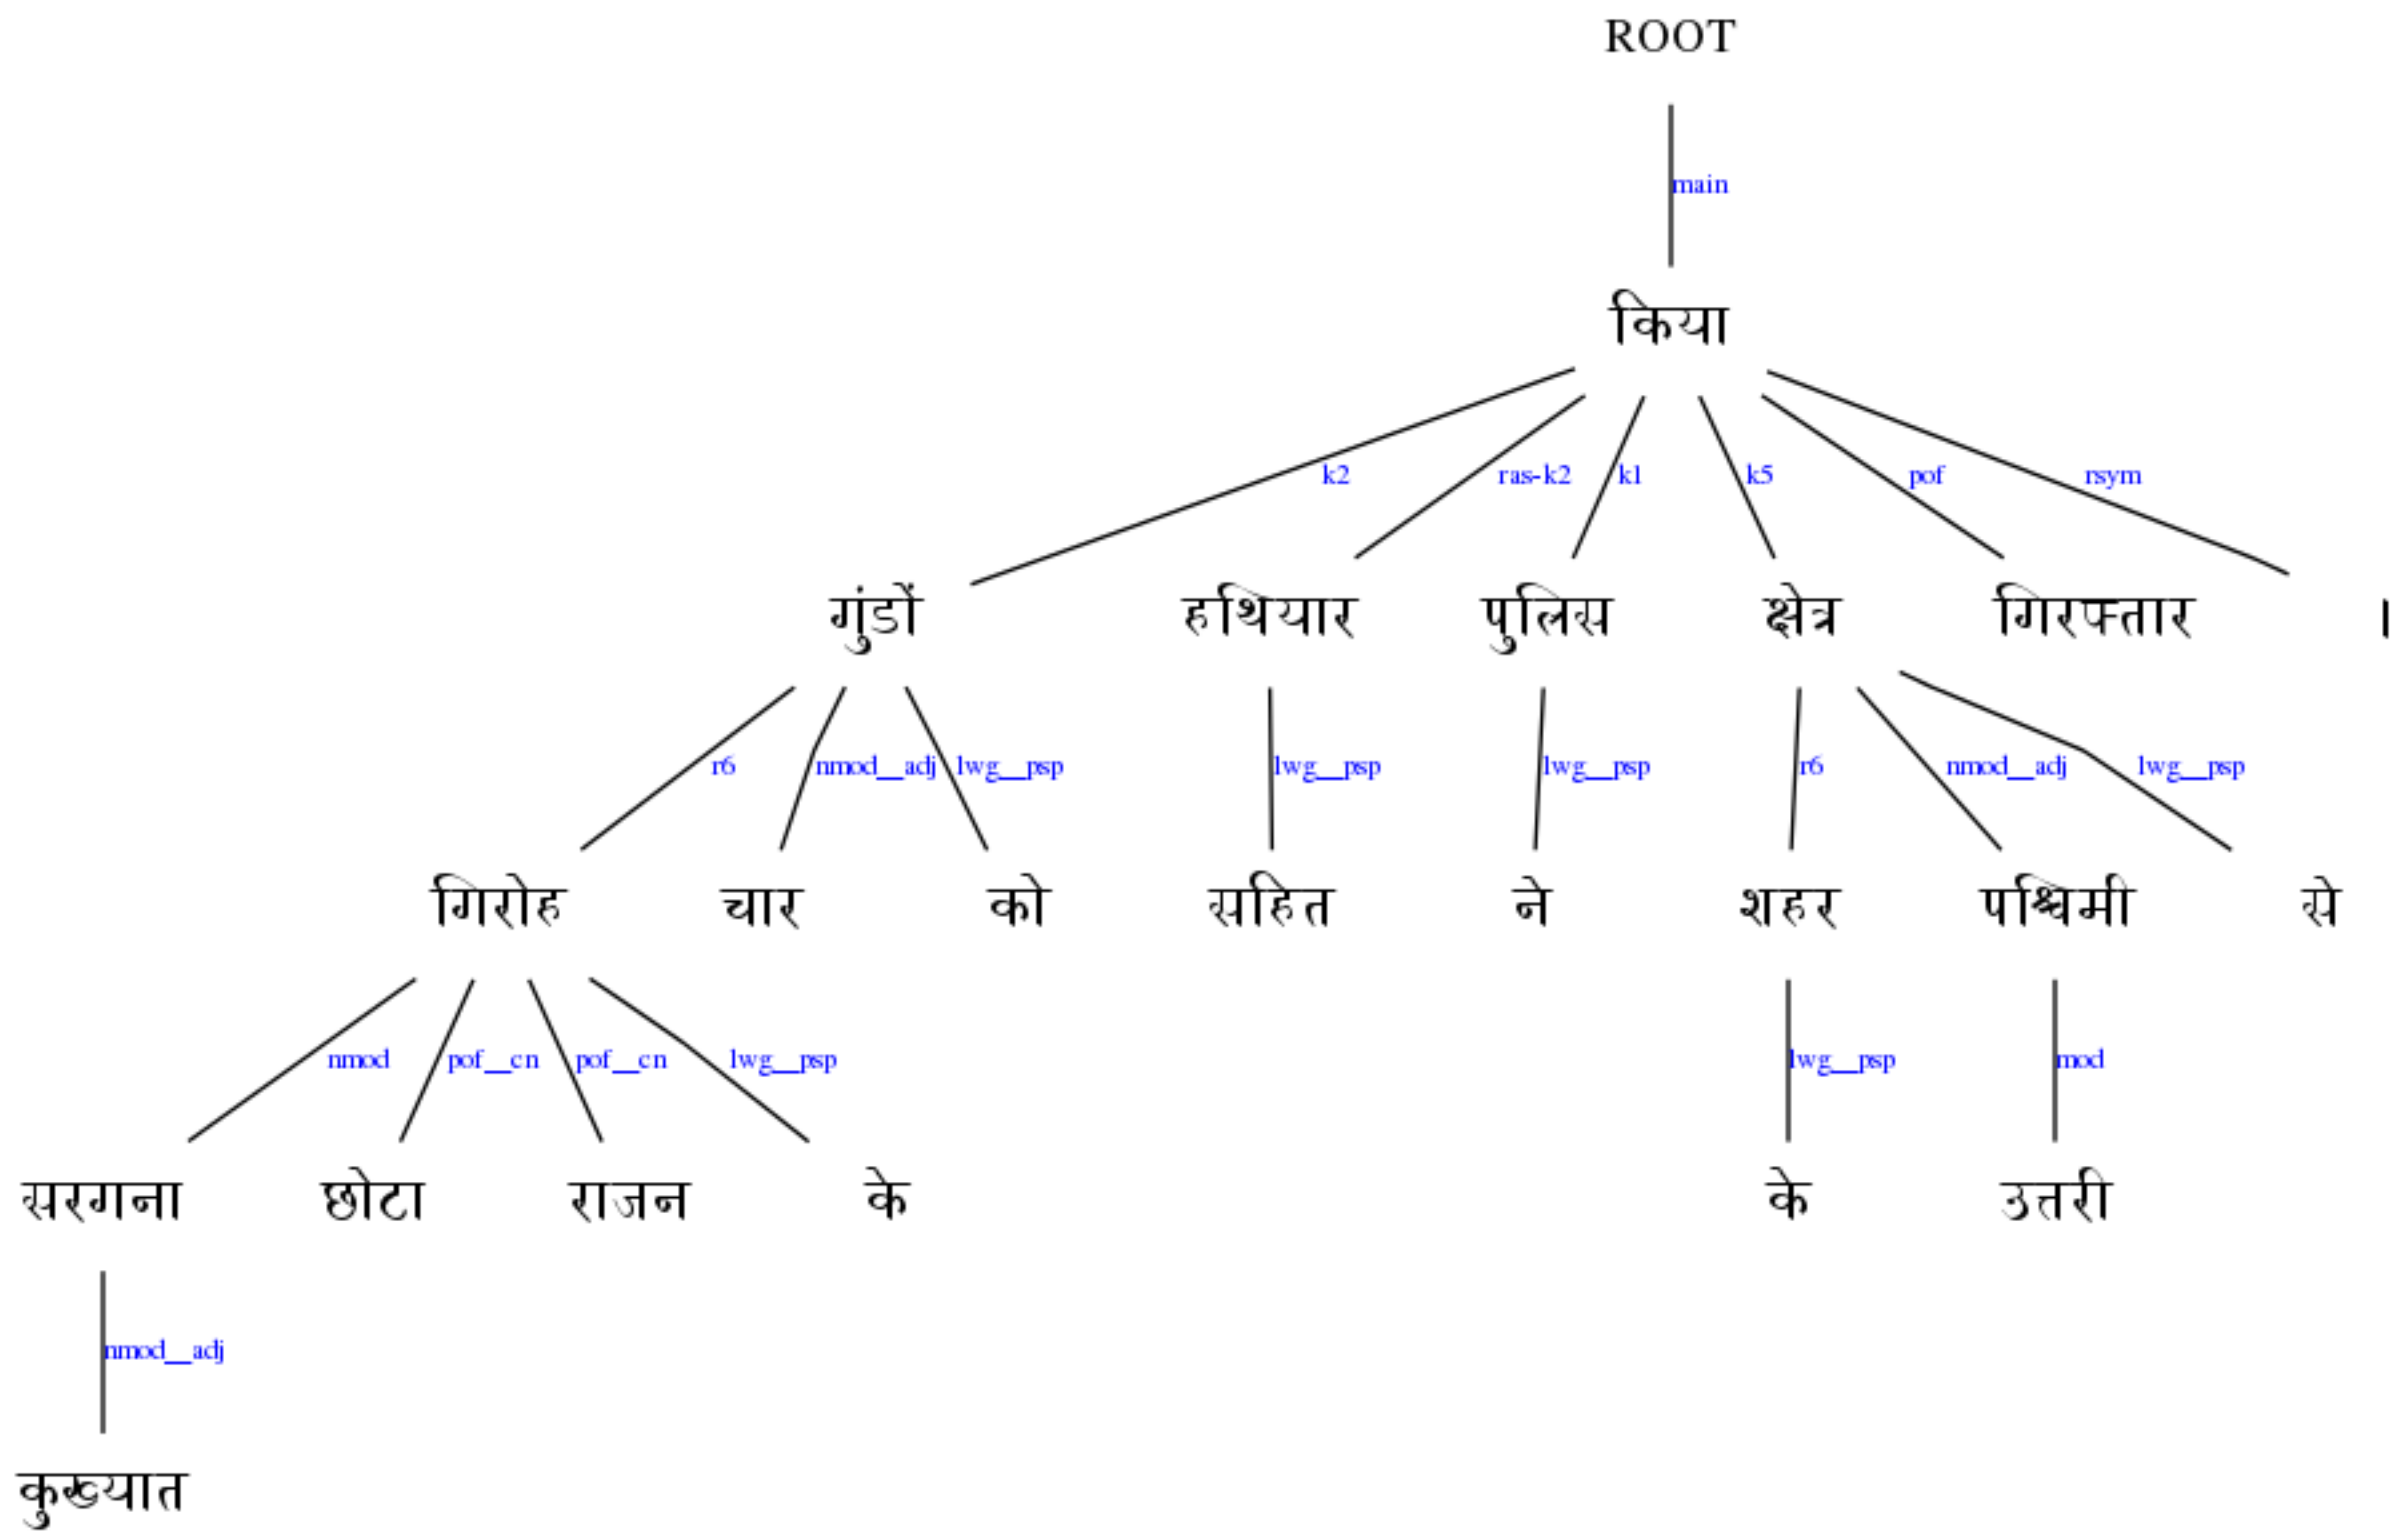 ROOT
main
किया
k2 ras-k2 k1 k5 pof rsym
गुंडों हथियार पुलिस क्षेत्र गिरफ्तार ।
r6 nmod__adj lwg__psp lwg__psp lwg__psp r6 nmod__adj lwg__psp
गिरोह चार को सहित ने शहर पश्चिमी से
nmod pof__cn pof__cn lwg__psp lwg__psp mod
सरगना छोटा राजन के के उत्तरी
nmod__adj
कुख्यात